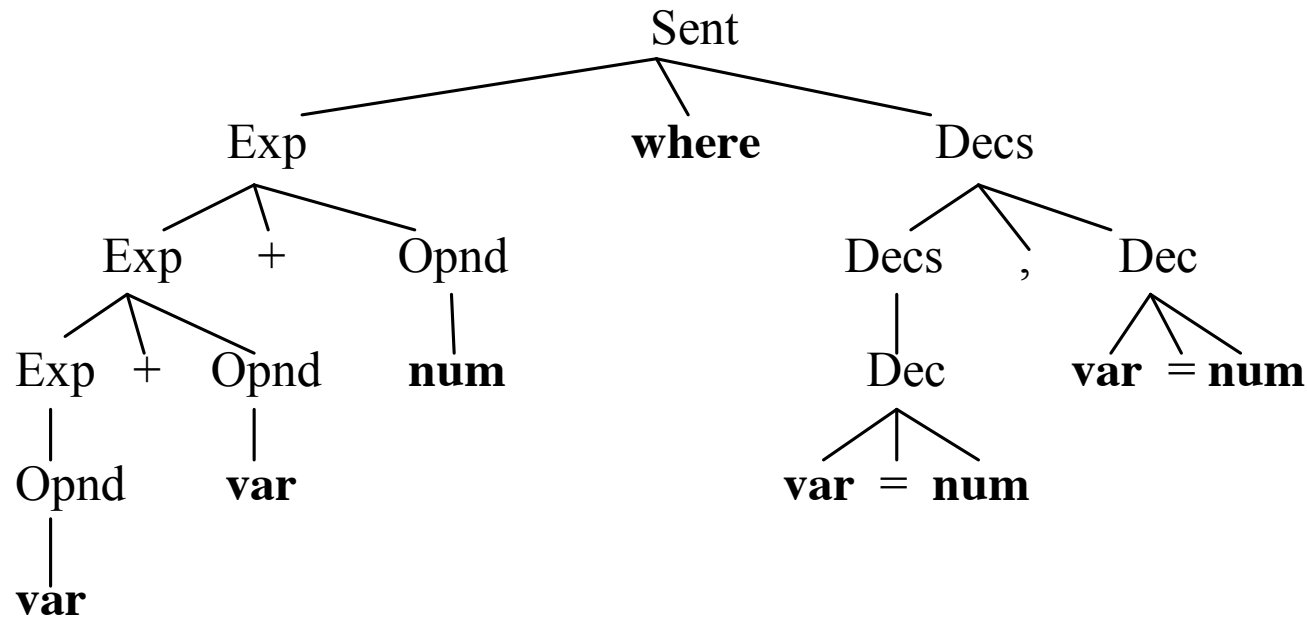 Sent
Exp where Decs
Exp + Opnd Decs , Dec
Exp + Opnd num Dec var = num
Opnd var var = num
var